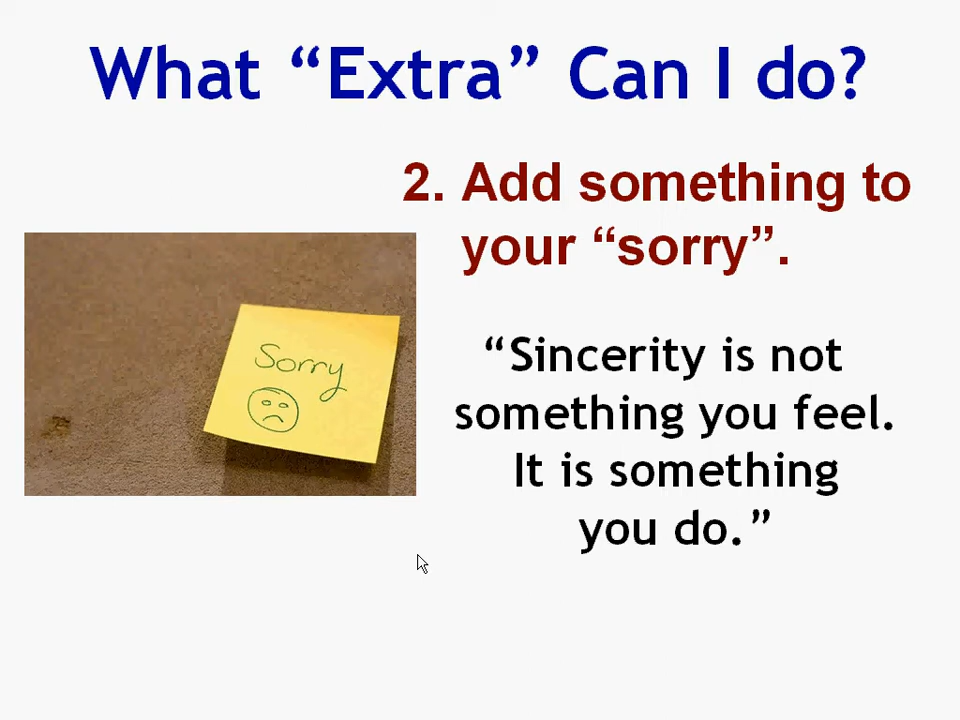 What “Extra” Can I do?
2. Add something to
your “sorry”.
Sorry
“Sincerity is not
something you feel.
It is something
you do.”